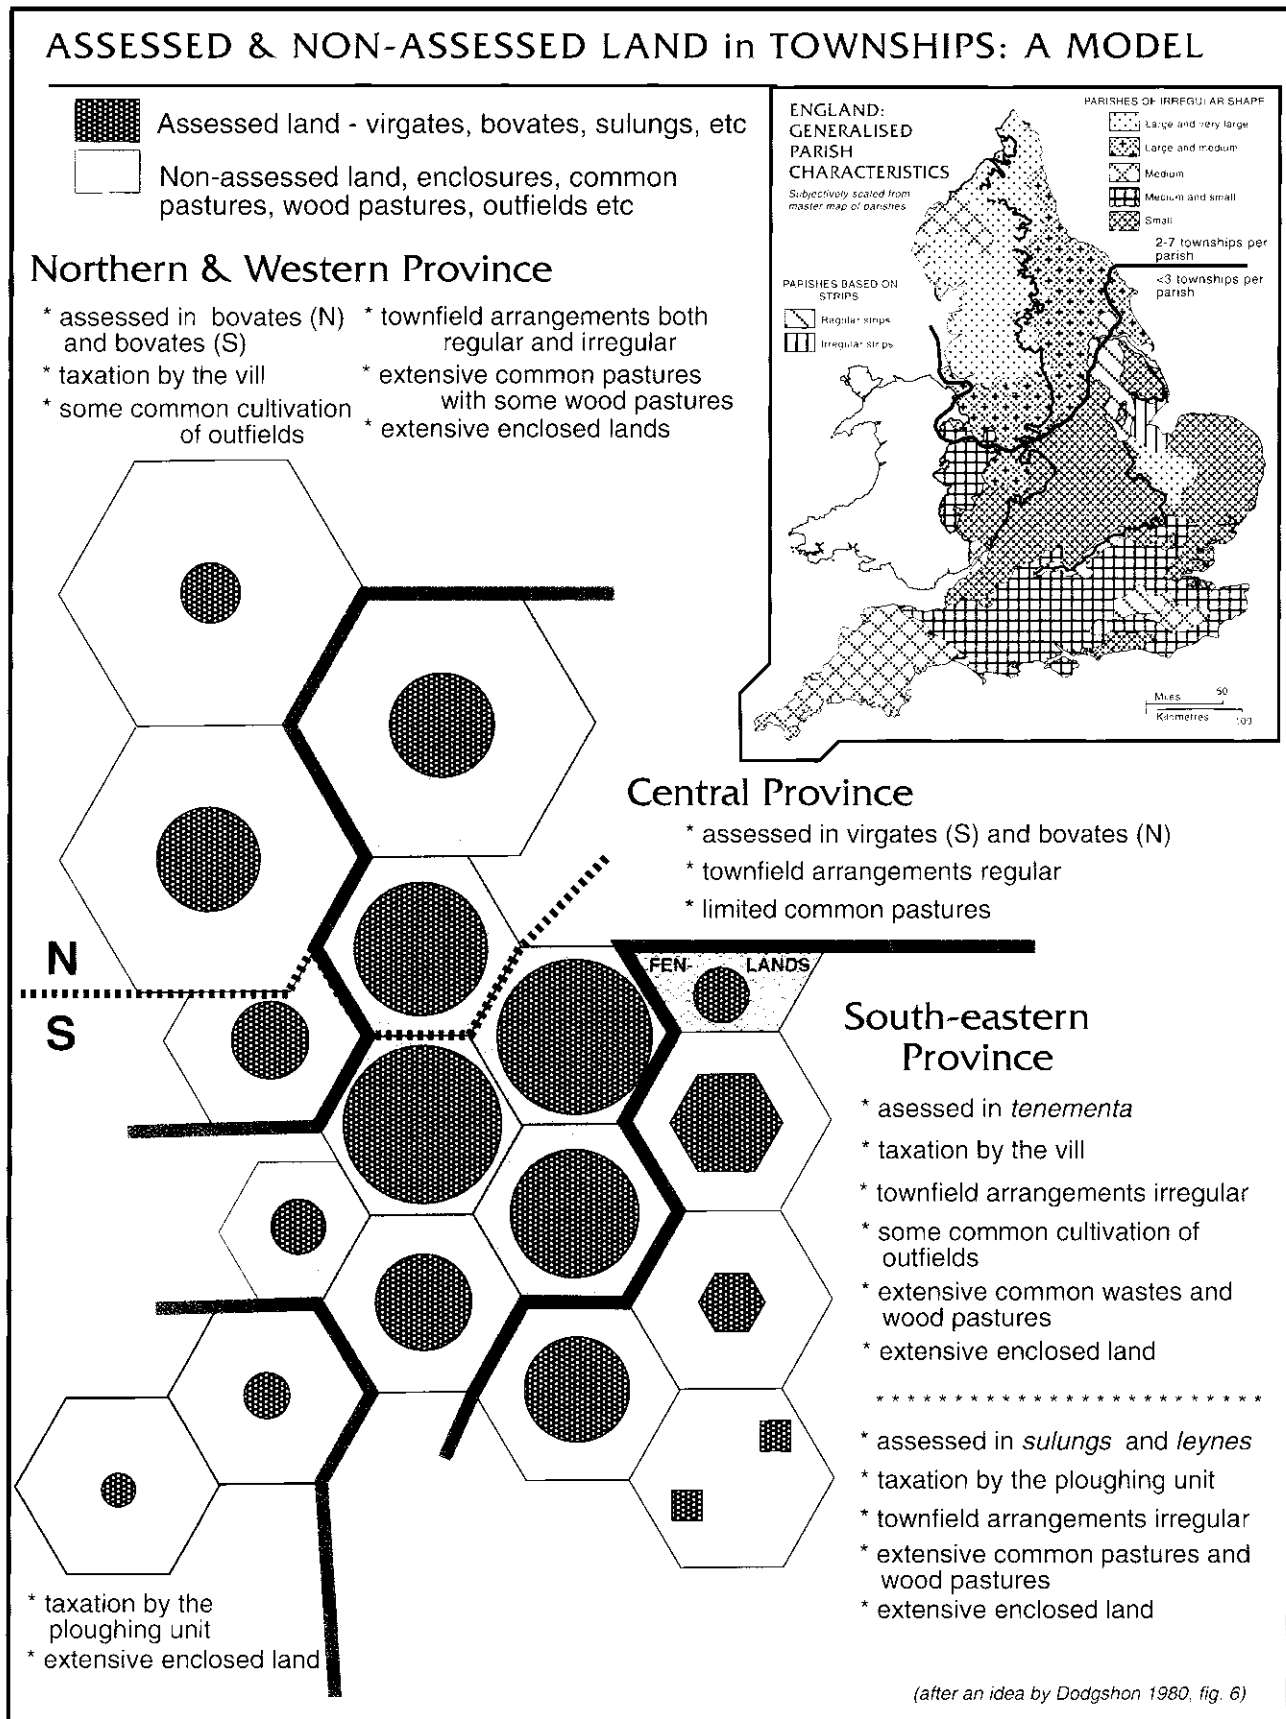 ASSESSED & NON-ASSESSED LAND in TOWNSHIPS: A MODEL
Assessed land - virgates, bovates, sulungs, etc
Non-assessed land, enclosures, common
pastures, wood pastures, outfields etc
ENGLAND:
GENERALISED
PARISH
CHARACTERISTICS
Subjectively scaled from
master map of parishes
PARISHES OF IRREGULAR SHAPE
Large and very large
Large and medium
Medium
Medium and small
Small
2-7 townships per
parish
<3 townships per
parish
PARISHES BASED ON
STRIPS
Regular strips
Irregular strips
Miles 50
Kilometres 100
Northern & Western Province
* assessed in bovates (N)
and bovates (S)
* taxation by the vill
* some common cultivation
of outfields
* townfield arrangements both
regular and irregular
* extensive common pastures
with some wood pastures
* extensive enclosed lands
Central Province
* assessed in virgates (S) and bovates (N)
* townfield arrangements regular
* limited common pastures
N
S
FEN- LANDS
South-eastern
Province
* asessed in tenementa
* taxation by the vill
* townfield arrangements irregular
* some common cultivation of
outfields
* extensive common wastes and
wood pastures
* extensive enclosed land
* * * * * * * * * * * * * * * * * * * * * * * * *
* assessed in sulungs and leynes
* taxation by the ploughing unit
* townfield arrangements irregular
* extensive common pastures and
wood pastures
* extensive enclosed land
* taxation by the
ploughing unit
* extensive enclosed land
(after an idea by Dodgshon 1980, fig. 6)